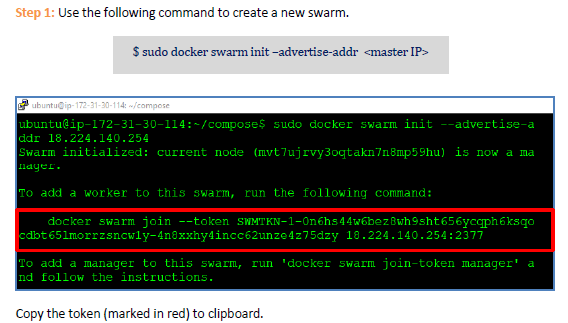 Step 1: Use the following command to create a new swarm.
$ sudo docker swarm init –advertise-addr <master IP>
ubuntu@ip-172-31-30-114: ~/compose
ubuntu@ip-172-31-30-114:~/compose$ sudo docker swarm init --advertise-a
ddr 18.224.140.254
Swarm initialized: current node (mvt7ujrvy3oqtakn7n8mp59hu) is now a ma
nager.
To add a worker to this swarm, run the following command:
docker swarm join --token SWMTKN-1-0n6hs44w6bez8wh9sht656ycqph6ksqo
cdbt65lmorrzsncwly-4n8xxhy4incc62unze4z75dzy 18.224.140.254:2377
To add a manager to this swarm, run 'docker swarm join-token manager' a
nd follow the instructions.
Copy the token (marked in red) to clipboard.